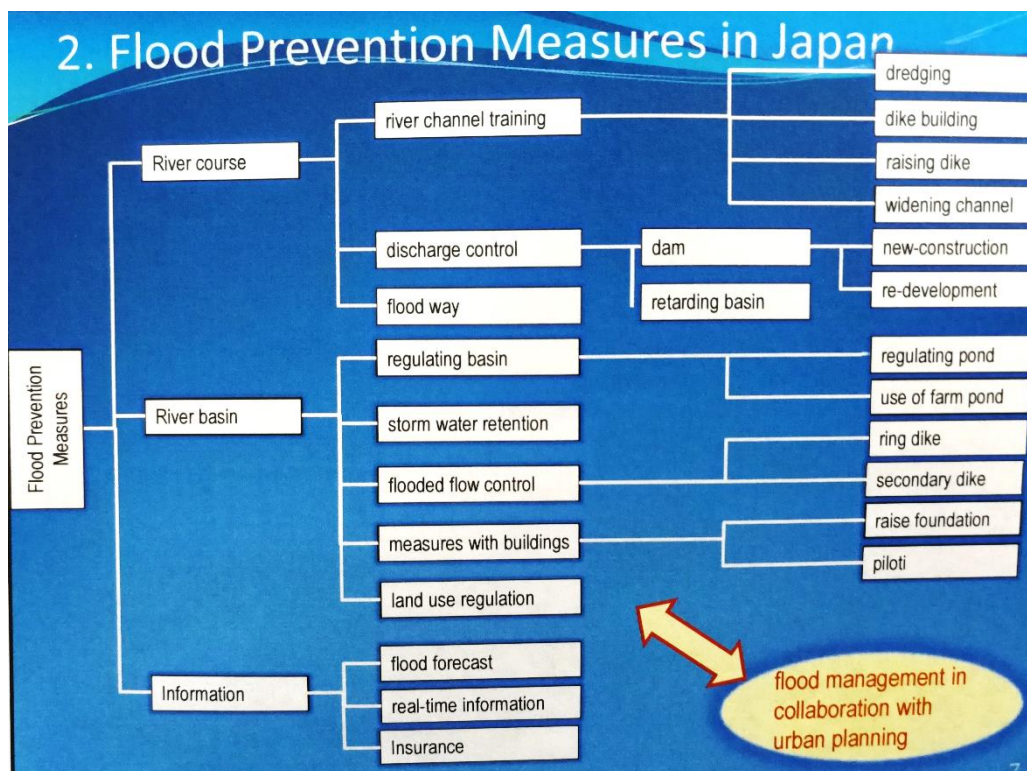 2. Flood Prevention Measures in Japan
dredging
river channel training
dike building
River course
raising dike
widening channel
discharge control
dam
new-construction
flood way
retarding basin
re-development
Flood Prevention
Measures
regulating basin
regulating pond
use of farm pond
River basin
storm water retention
ring dike
flooded flow control
secondary dike
measures with buildings
raise foundation
piloti
land use regulation
flood forecast
Information
real-time information
Insurance
flood management in
collaboration with
urban planning
7